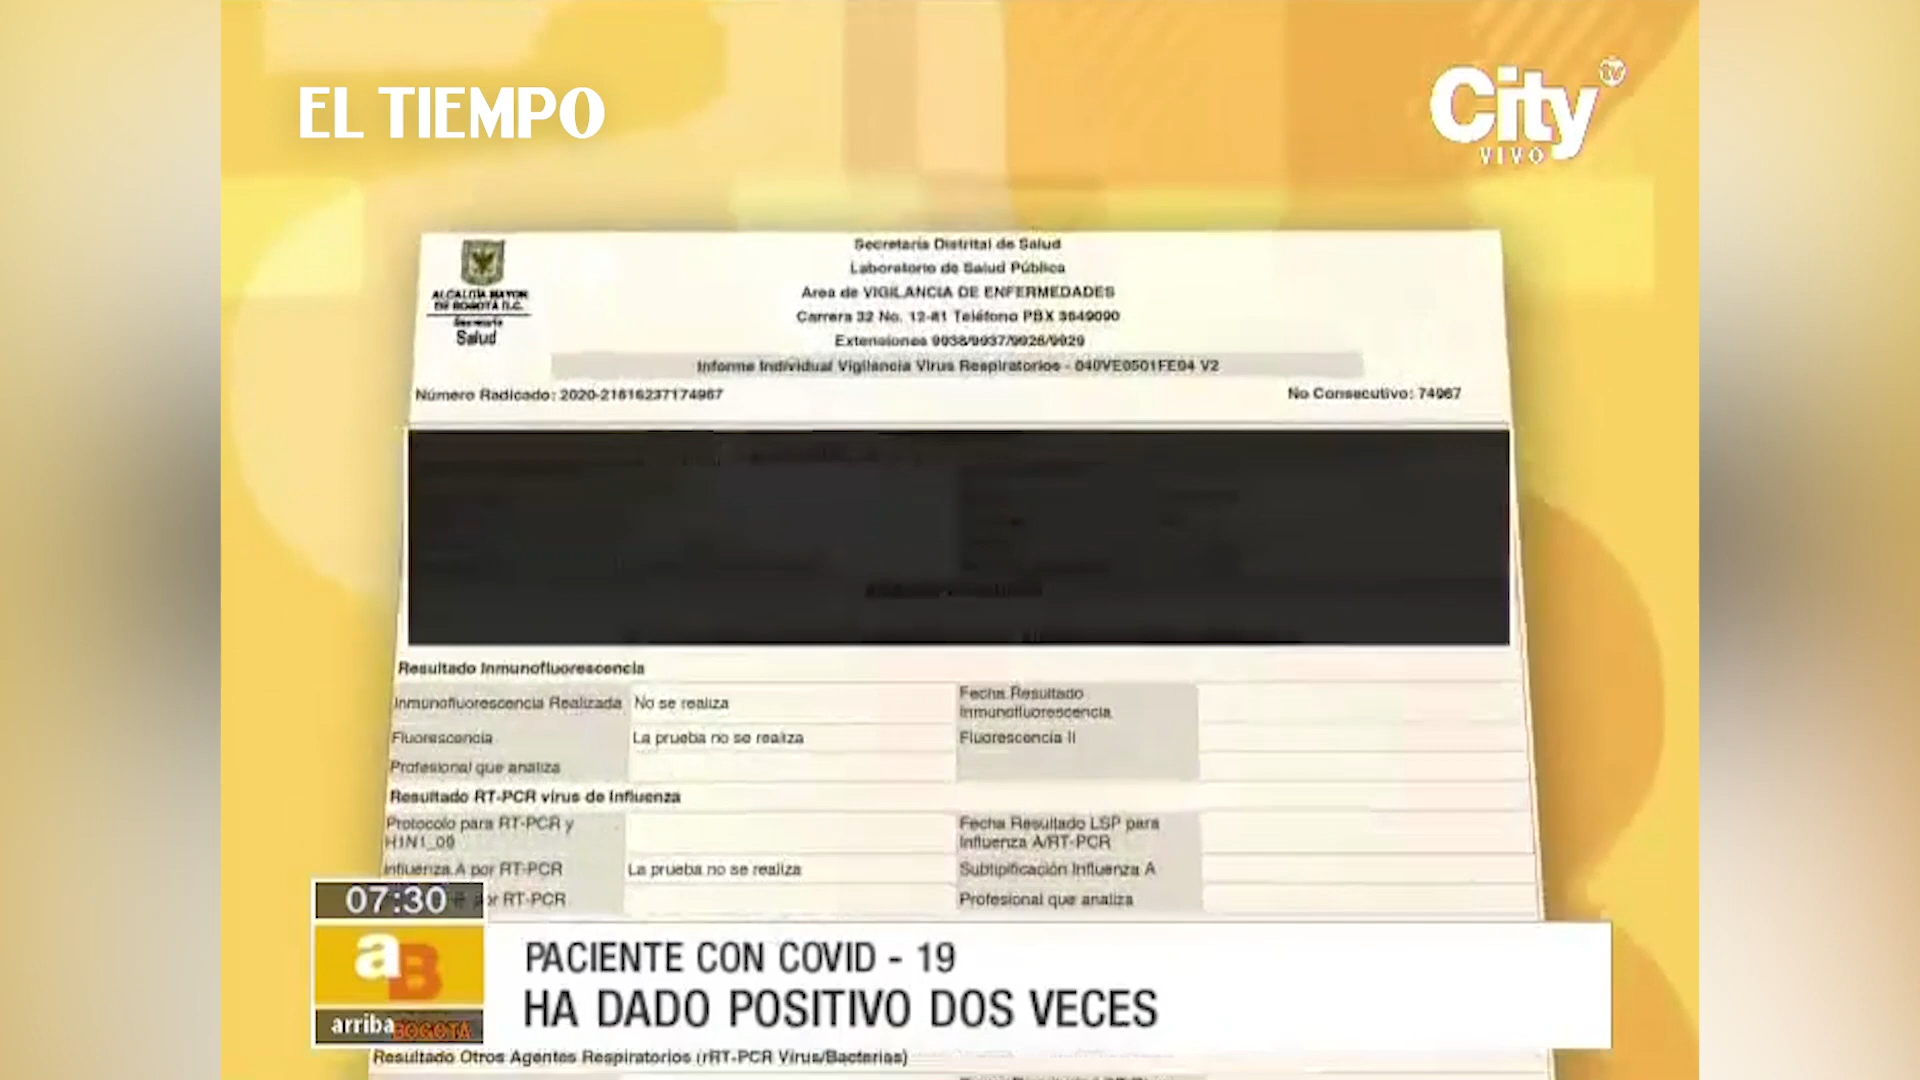 EL TIEMPO
City tv
VIVO
ALCALDÍA MAYOR
DE BOGOTÁ D.C.
Secretaría
Salud
Secretaría Distrital de Salud
Laboratorio de Salud Pública
Area de VIGILANCIA DE ENFERMEDADES
Carrera 32 No. 12-81 Teléfono PBX 3649090
Extensiones 9938/9937/9926/9929
Informe Individual Vigilancia Virus Respiratorios - 040VE0501FE04 V2
Número Radicado: 2020-21616237174967 No Consecutivo: 74967
Resultado Inmunofluorescencia
Inmunofluorescencia Realizada No se realiza Fecha Resultado Inmunofluorescencia
Fluorescencia La prueba no se realiza Fluorescencia II
Profesional que analiza
Resultado RT-PCR virus de Influenza
Protocolo para RT-PCR y H1N1_09 Fecha Resultado LSP para Influenza A/RT-PCR
Influenza A por RT-PCR La prueba no se realiza Subtipificación Influenza A
por RT-PCR Profesional que analiza
07:30
aB
arriba BOGOTÁ
PACIENTE CON COVID - 19
HA DADO POSITIVO DOS VECES
Resultado Otros Agentes Respiratorios (rRT-PCR Virus/Bacterias)